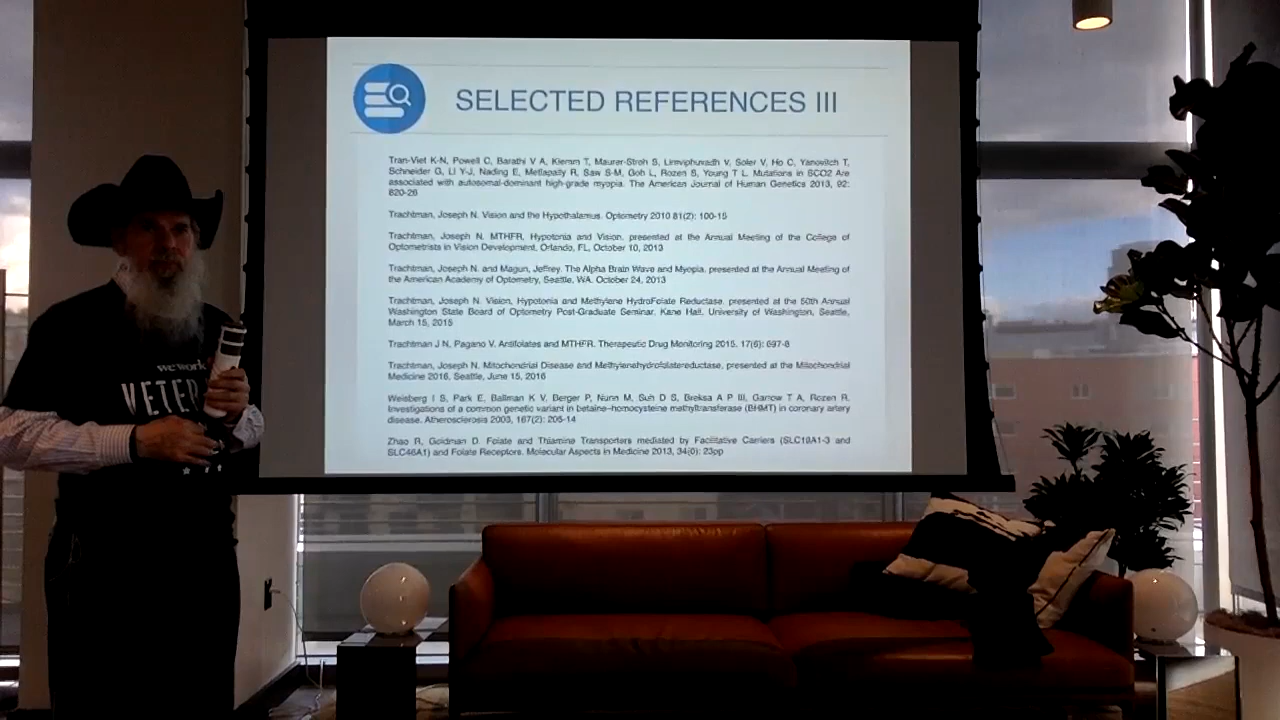 SELECTED REFERENCES III
Tran-Viet K-N, Powell C, Barathi V A, Klemm T, Maurer-Stroh S, Limviphuvadh V, Soler V, Ho C, Yanovitch T,
Schneider G, Li Y-J, Nading E, Metlapally R, Saw S-M, Goh L, Rozen S, Young T L. Mutations in SCO2 Are
associated with autosomal-dominant high-grade myopia. The American Journal of Human Genetics 2013, 92:
820-26
Trachtman, Joseph N. Vision and the Hypothalamus. Optometry 2010 81(2): 100-15
Trachtman, Joseph N. MTHFR, Hypotonia and Vision, presented at the Annual Meeting of the College of
Optometrists in Vision Development, Orlando, FL, October 10, 2013
Trachtman, Joseph N. and Magun, Jeffrey. The Alpha Brain Wave and Myopia, presented at the Annual Meeting of
the American Academy of Optometry, Seattle, WA. October 24, 2013
Trachtman, Joseph N. Vision, Hypotonia and Methylene HydroFolate Reductase, presented at the 50th Annual
Washington State Board of Optometry Post-Graduate Seminar, Kane Hall, University of Washington, Seattle,
March 15, 2015
Trachtman J N, Pagano V. Antifolates and MTHFR. Therapeutic Drug Monitoring 2015, 17(6): 697-8
Trachtman, Joseph N. Mitochondrial Disease and Methylenehydrofolatereductase, presented at the Mitochondrial
Medicine 2016, Seattle, June 15, 2016
Weisberg I S, Park E, Ballman K V, Berger P, Nunn M, Suh D S, Breksa A P III, Garrow T A, Rozen R.
Investigations of a common genetic variant in betaine-homocysteine methyltransferase (BHMT) in coronary artery
disease. Atherosclerosis 2003, 167(2): 205-14
Zhao R, Goldman D. Folate and Thiamine Transporters mediated by Facilitative Carriers (SLC19A1-3 and
SLC46A1) and Folate Receptors. Molecular Aspects in Medicine 2013, 34(0): 23pp
wework
VETER